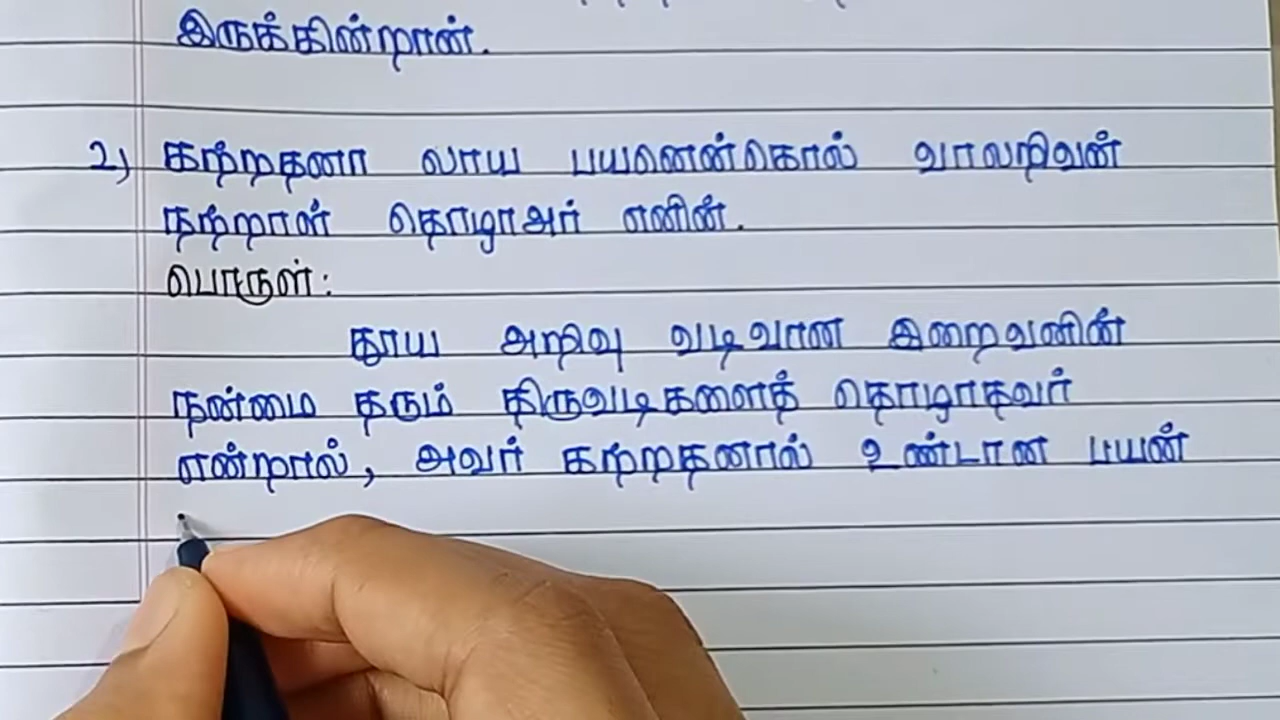 இருக்கின்றான்.
2) கற்றதனா லாய பயனென்கொல் வாலறிவன்
நற்றாள் தொழாஅர் எனின்.
பொருள்:
தூய அறிவு வடிவான இறைவனின்
நன்மை தரும் திருவடிகளைத் தொழாதவர்
என்றால், அவர் கற்றதனால் உண்டான பயன்